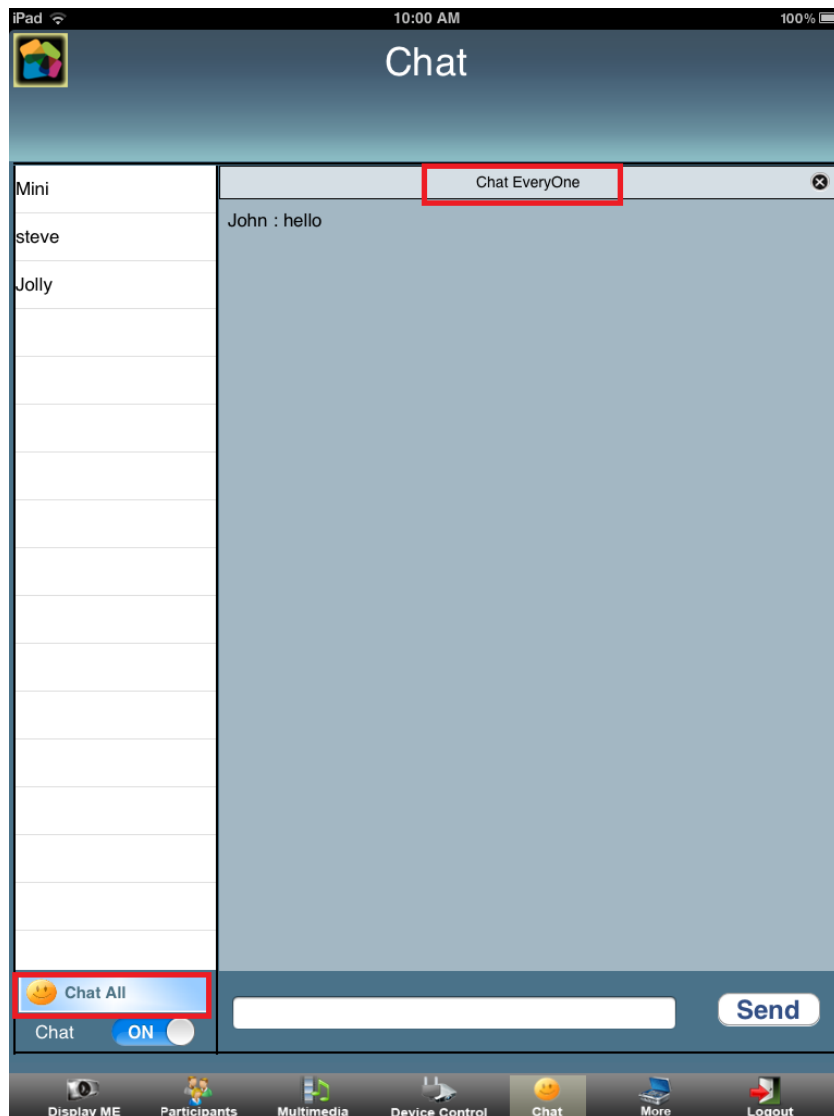 iPad 10:00 AM 100%
Chat
Mini
steve
Jolly
Chat EveryOne
John : hello
Chat All
Chat ON
Send
Display ME Participants Multimedia Device Control Chat More Logout